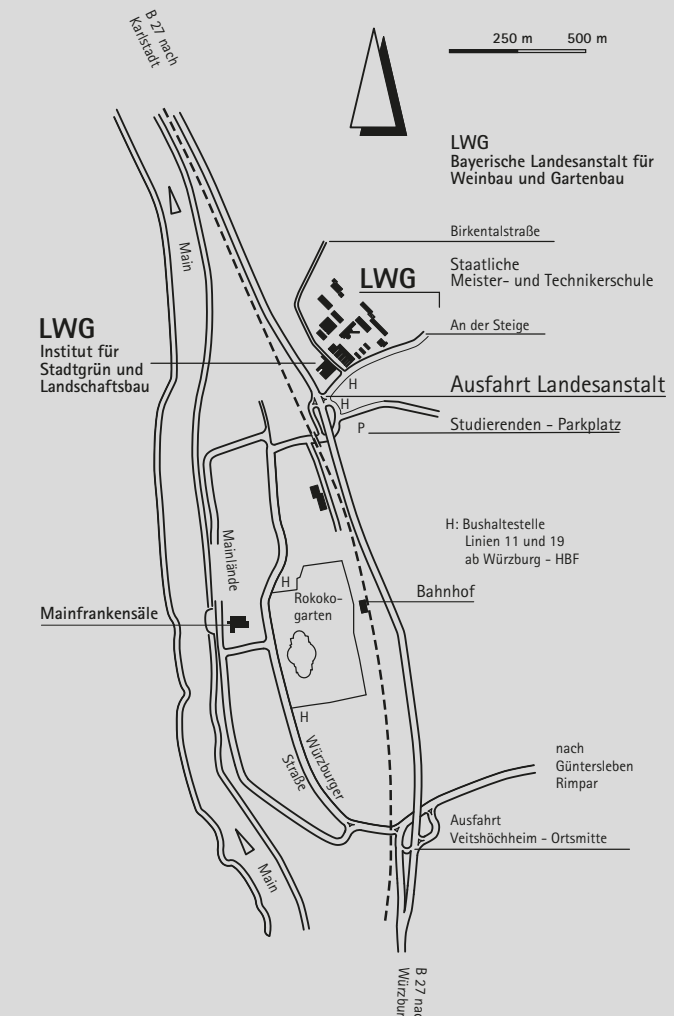 B 27 nach
Karlstadt
250 m 500 m
LWG
Bayerische Landesanstalt für
Weinbau und Gartenbau
Birkentalstraße
Main
LWG
Staatliche
Meister- und Technikerschule
An der Steige
LWG
Institut für
Stadtgrün und
Landschaftsbau
H
Ausfahrt Landesanstalt
H
P
Studierenden - Parkplatz
H: Bushaltestelle
Linien 11 und 19
ab Würzburg - HBF
Mainlände
H
Rokoko-
garten
Bahnhof
Mainfrankensäle
H
Würzburger
Straße
nach
Güntersleben
Rimpar
Ausfahrt
Veitshöchheim - Ortsmitte
Main
B 27